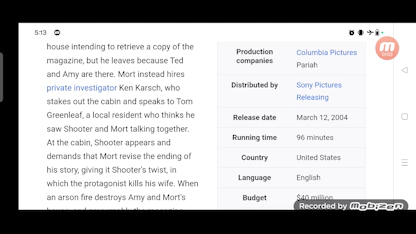 5:13
house intending to retrieve a copy of the
magazine, but he leaves because Ted
and Amy are there. Mort instead hires
private investigator Ken Karsch, who
stakes out the cabin and speaks to Tom
Greenleaf, a local resident who thinks he
saw Shooter and Mort talking together.
At the cabin, Shooter appears and
demands that Mort revise the ending of
his story, giving it Shooter's twist, in
which the protagonist kills his wife. When
an arson fire destroys Amy and Mort's
Production
companies
Columbia Pictures
Pariah
Distributed by
Sony Pictures
Releasing
Release date
March 12, 2004
Running time
96 minutes
Country
United States
Language
English
Budget
$40 million
Recorded by Mobizen